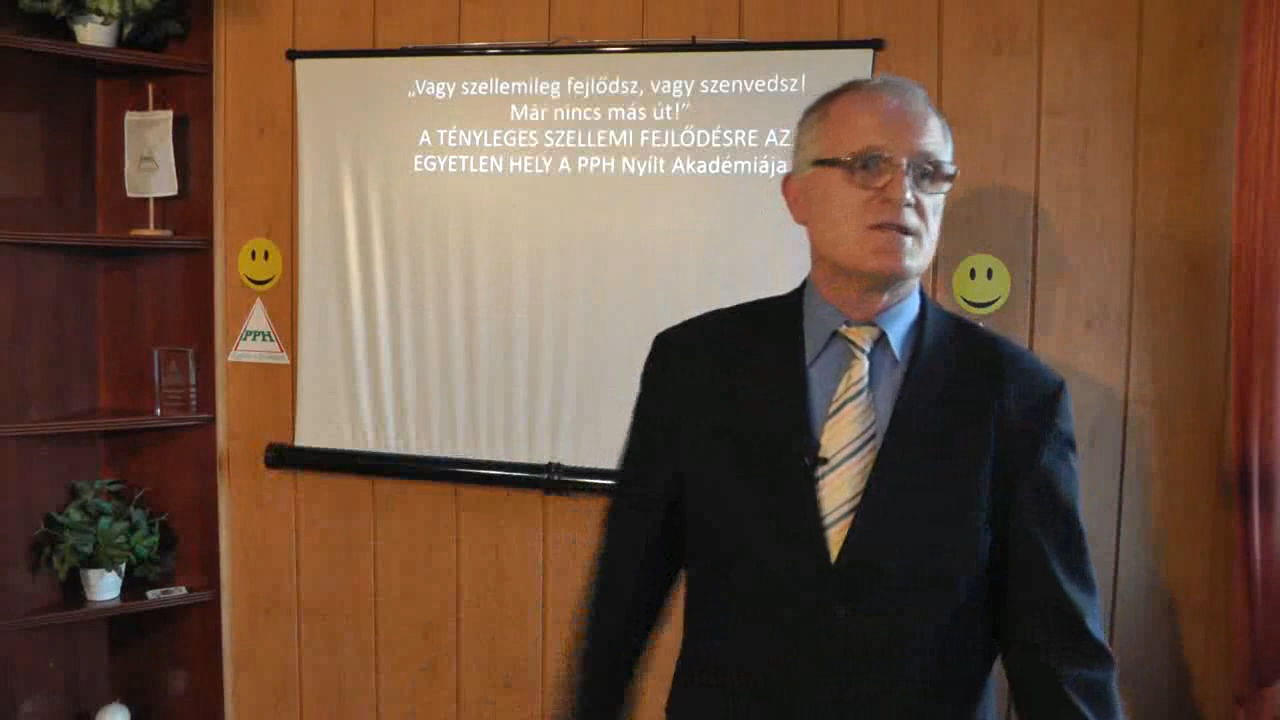 „Vagy szellemileg fejlődsz, vagy szenvedsz!
Már nincs más út!”
A TÉNYLEGES SZELLEMI FEJLŐDÉSRE AZ
EGYETLEN HELY A PPH Nyílt Akadémiája
PPH